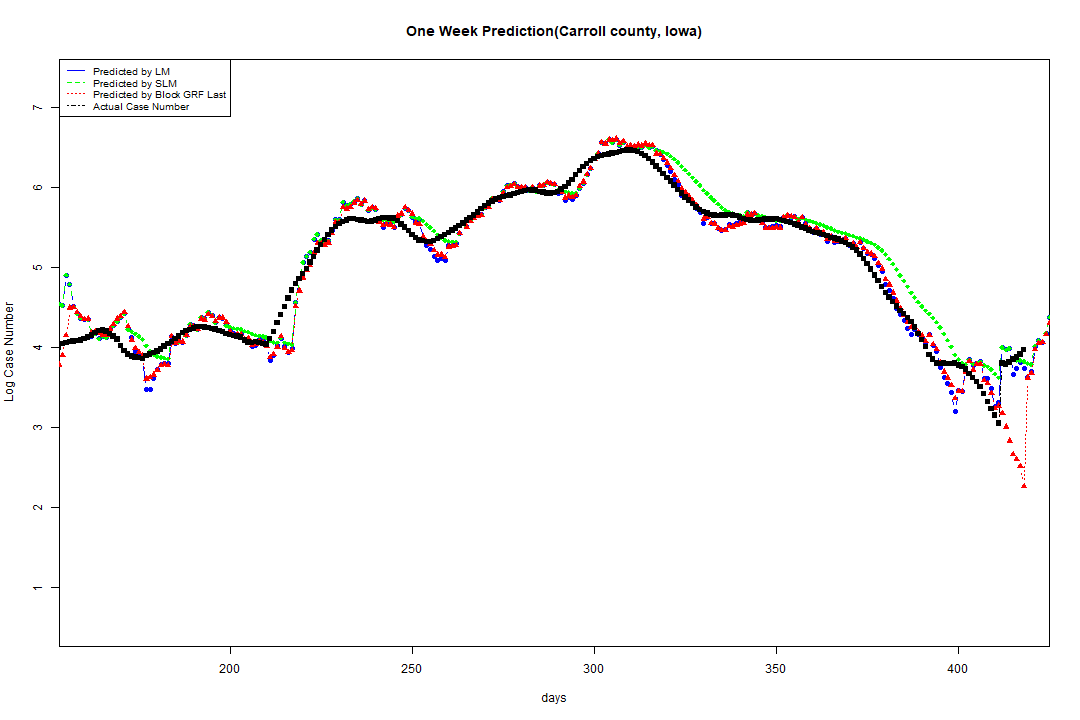 One Week Prediction(Carroll county, Iowa)
Predicted by LM
Predicted by SLM
Predicted by Block GRF Last
Actual Case Number
7
6
5
4
3
2
1
Log Case Number
200 250 300 350 400
days